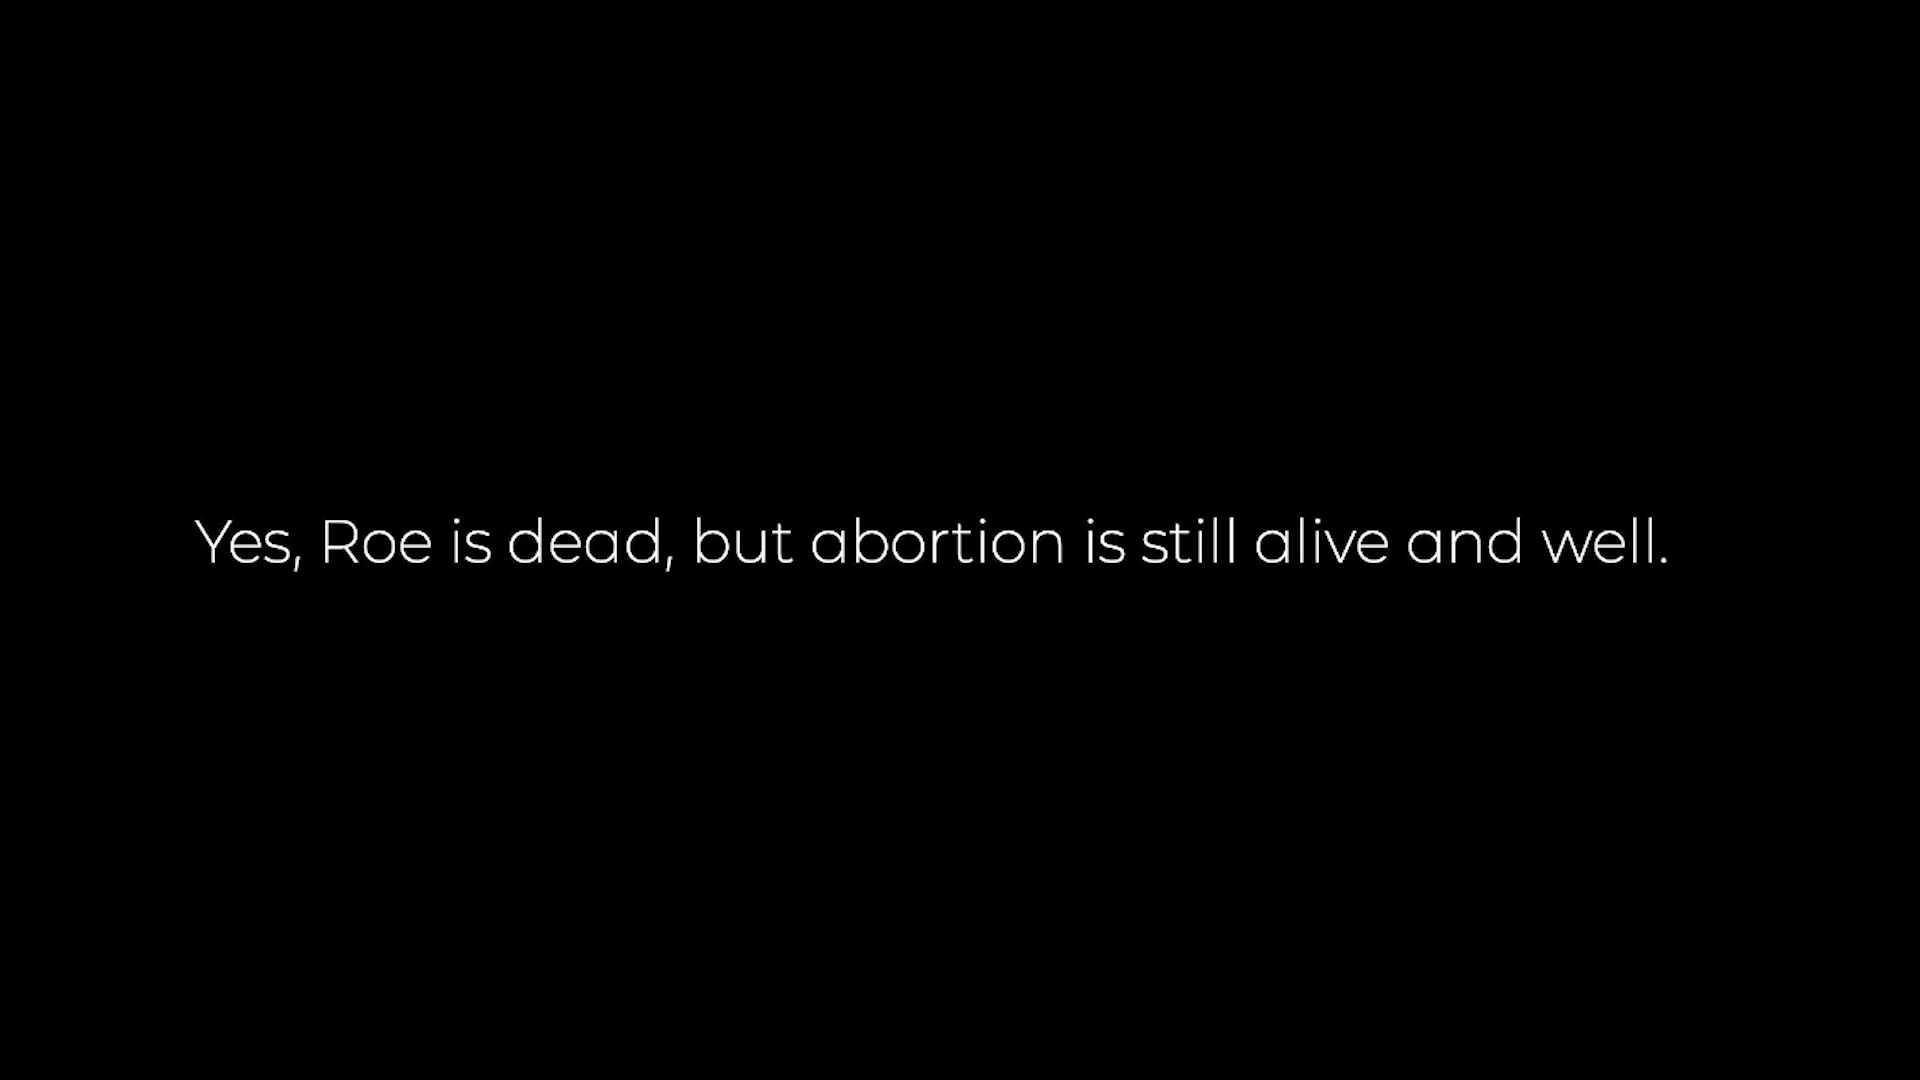 Yes, Roe is dead, but abortion is still alive and well.